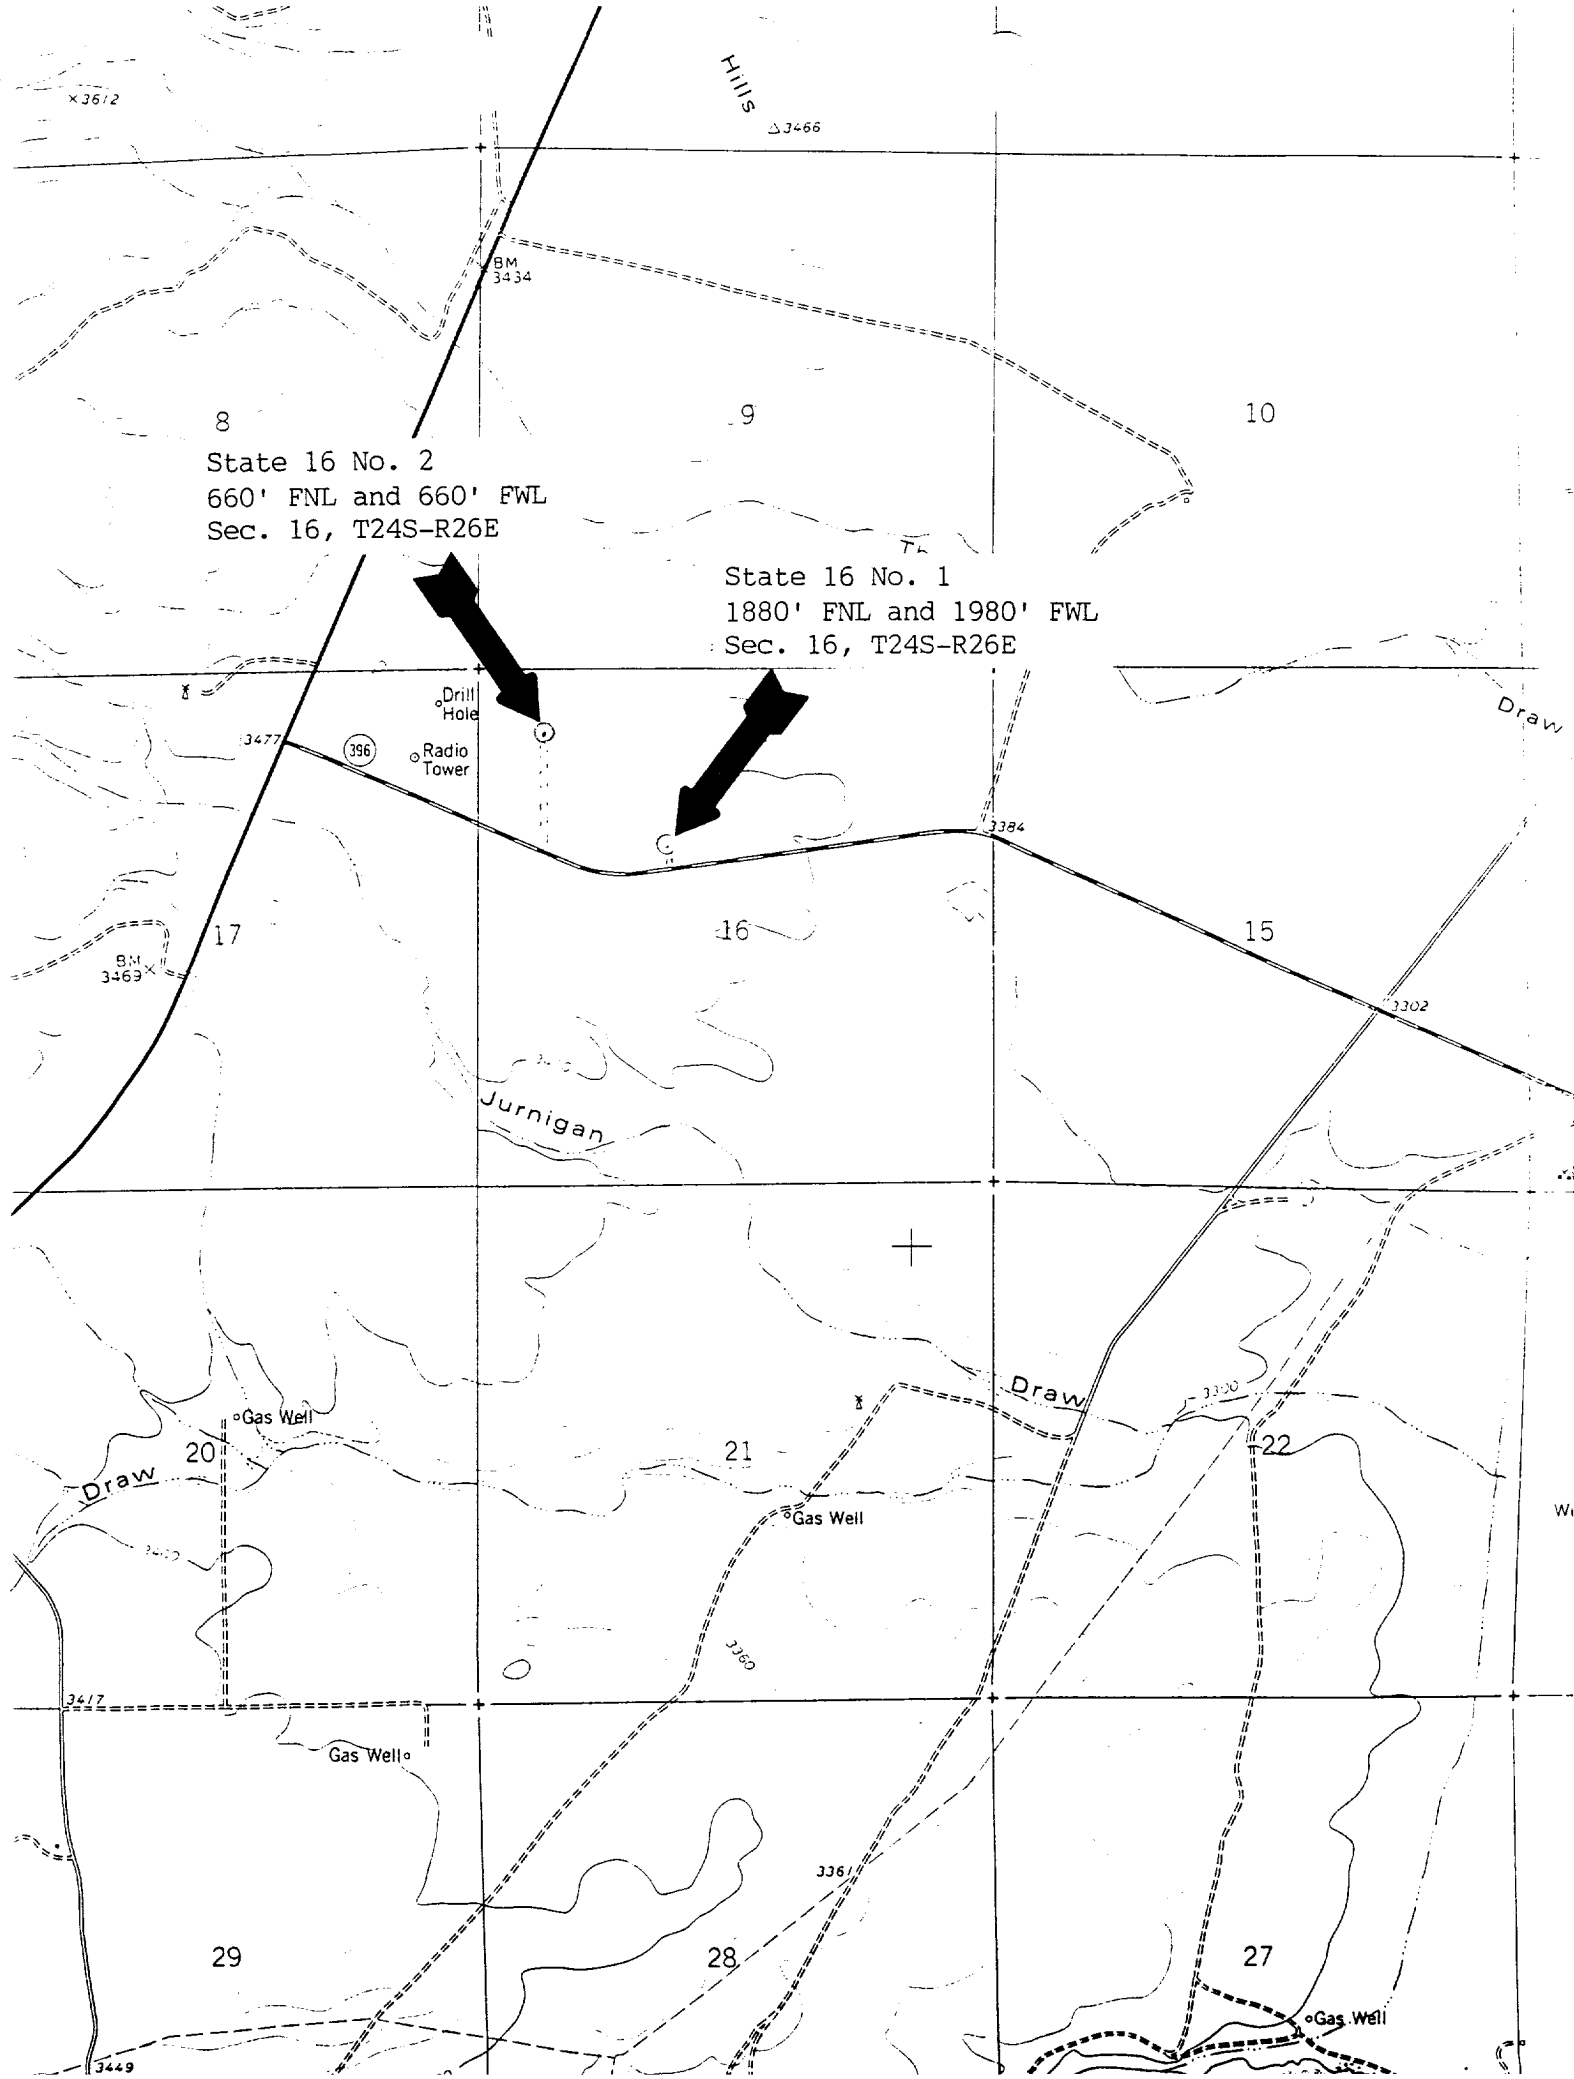 Hills
×3612
△3466
BM
3434
8
9
10
State 16 No. 2
660' FNL and 660' FWL
Sec. 16, T24S-R26E
State 16 No. 1
1880' FNL and 1980' FWL
Sec. 16, T24S-R26E
Drill
Hole
Draw
3477
396
Radio
Tower
3384
17
16
15
BM
3469×
3302
Jurnigan
Draw
3300
Gas Well
20
21
22
Draw
Gas Well
3400
3360
3417
Gas Well
3361
29
28
27
Gas Well
3449